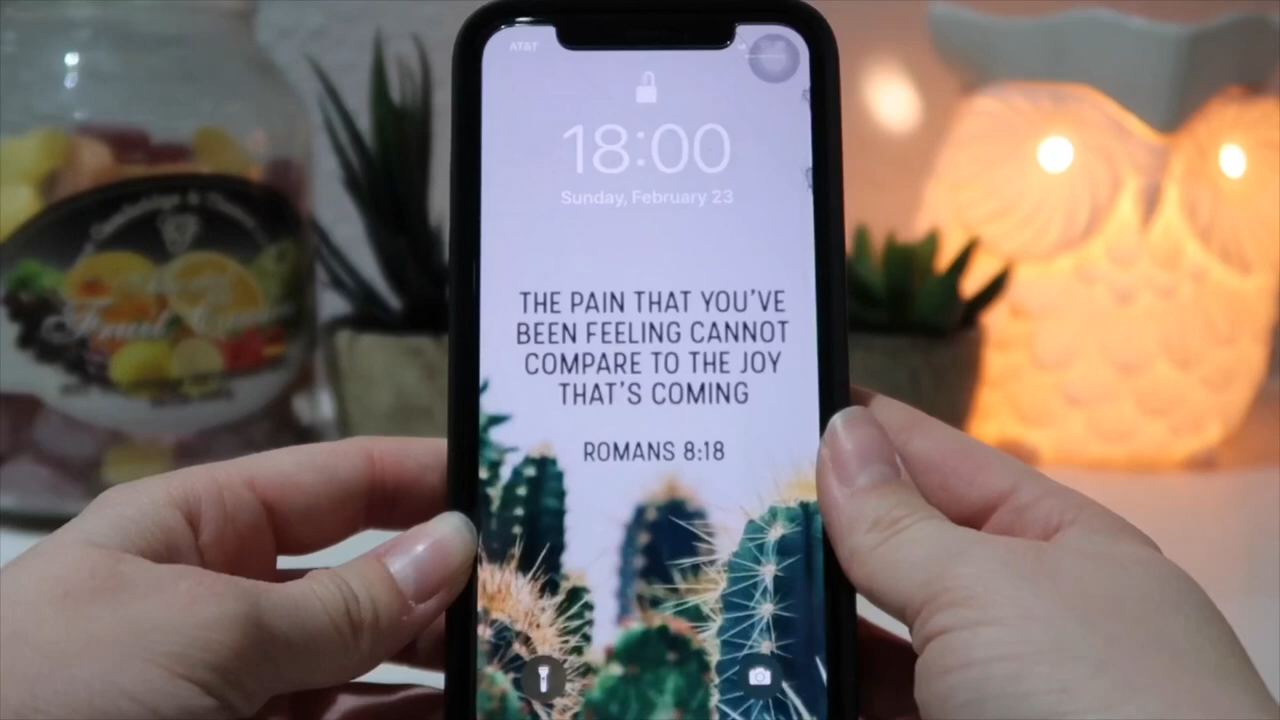 AT&T
18:00
Sunday, February 23
THE PAIN THAT YOU'VE
BEEN FEELING CANNOT
COMPARE TO THE JOY
THAT'S COMING
ROMANS 8:18
Fruit